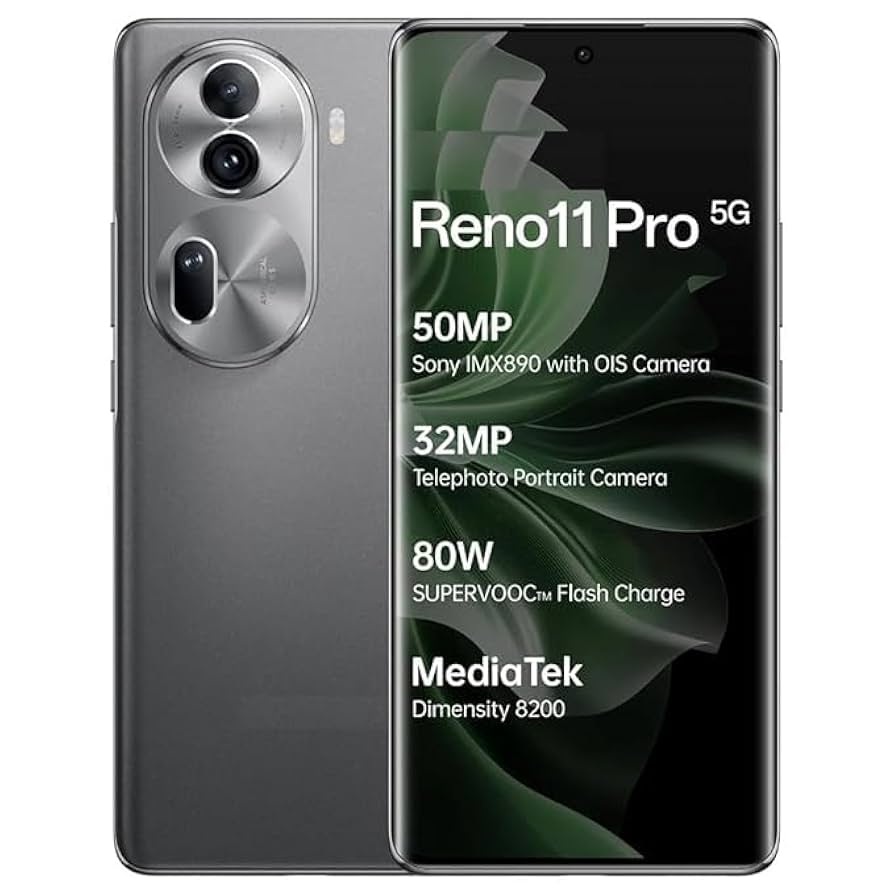 Reno11 Pro 5G
50MP
Sony IMX890 with OIS Camera
32MP
Telephoto Portrait Camera
80W
SUPERVOOC™ Flash Charge
MediaTek
Dimensity 8200